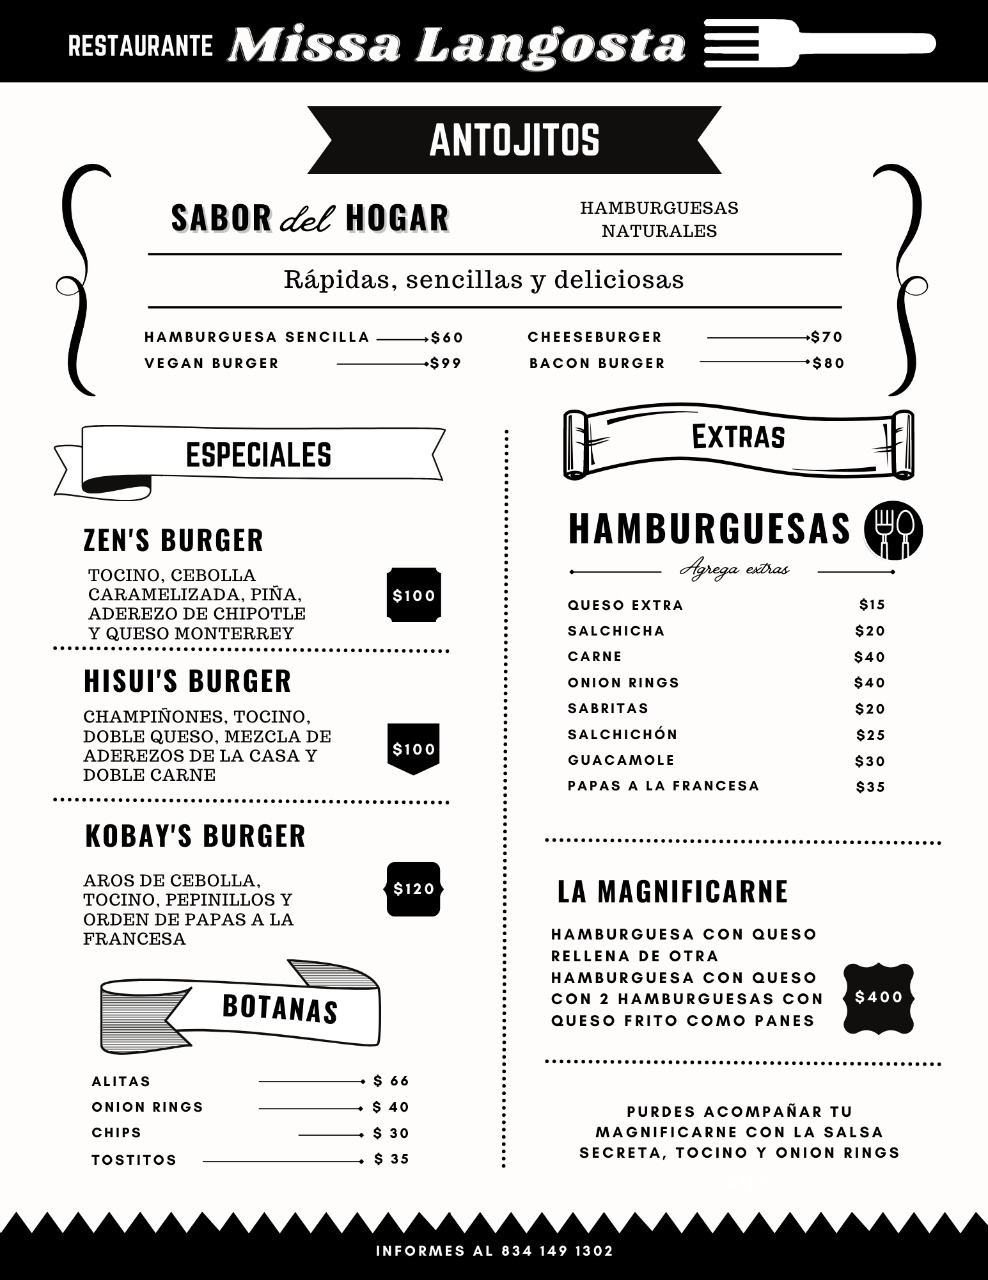 RESTAURANTE Missa Langosta
ANTOJITOS
SABOR del HOGAR
HAMBURGUESAS
NATURALES
Rápidas, sencillas y deliciosas
HAMBURGUESA SENCILLA $60
VEGAN BURGER $99
CHEESEBURGER $70
BACON BURGER $80
ESPECIALES
ZEN'S BURGER
TOCINO, CEBOLLA
CARAMELIZADA, PIÑA,
ADEREZO DE CHIPOTLE
Y QUESO MONTERREY
$100
HISUI'S BURGER
CHAMPIÑONES, TOCINO,
DOBLE QUESO, MEZCLA DE
ADEREZOS DE LA CASA Y
DOBLE CARNE
$100
KOBAY'S BURGER
AROS DE CEBOLLA,
TOCINO, PEPINILLOS Y
ORDEN DE PAPAS A LA
FRANCESA
$120
BOTANAS
ALITAS $ 66
ONION RINGS $ 40
CHIPS $ 30
TOSTITOS $ 35
EXTRAS
HAMBURGUESAS
Agrega extras
QUESO EXTRA $15
SALCHICHA $20
CARNE $40
ONION RINGS $40
SABRITAS $20
SALCHICHÓN $25
GUACAMOLE $30
PAPAS A LA FRANCESA $35
LA MAGNIFICARNE
HAMBURGUESA CON QUESO
RELLENA DE OTRA
HAMBURGUESA CON QUESO
CON 2 HAMBURGUESAS CON
QUESO FRITO COMO PANES
$400
PURDES ACOMPAÑAR TU
MAGNIFICARNE CON LA SALSA
SECRETA, TOCINO Y ONION RINGS
INFORMES AL 834 149 1302